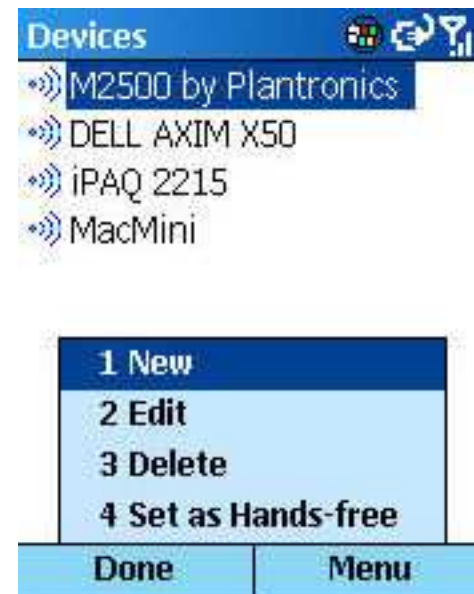 Devices
M2500 by Plantronics
DELL AXIM X50
iPAQ 2215
MacMini
1 New
2 Edit
3 Delete
4 Set as Hands-free
Done Menu